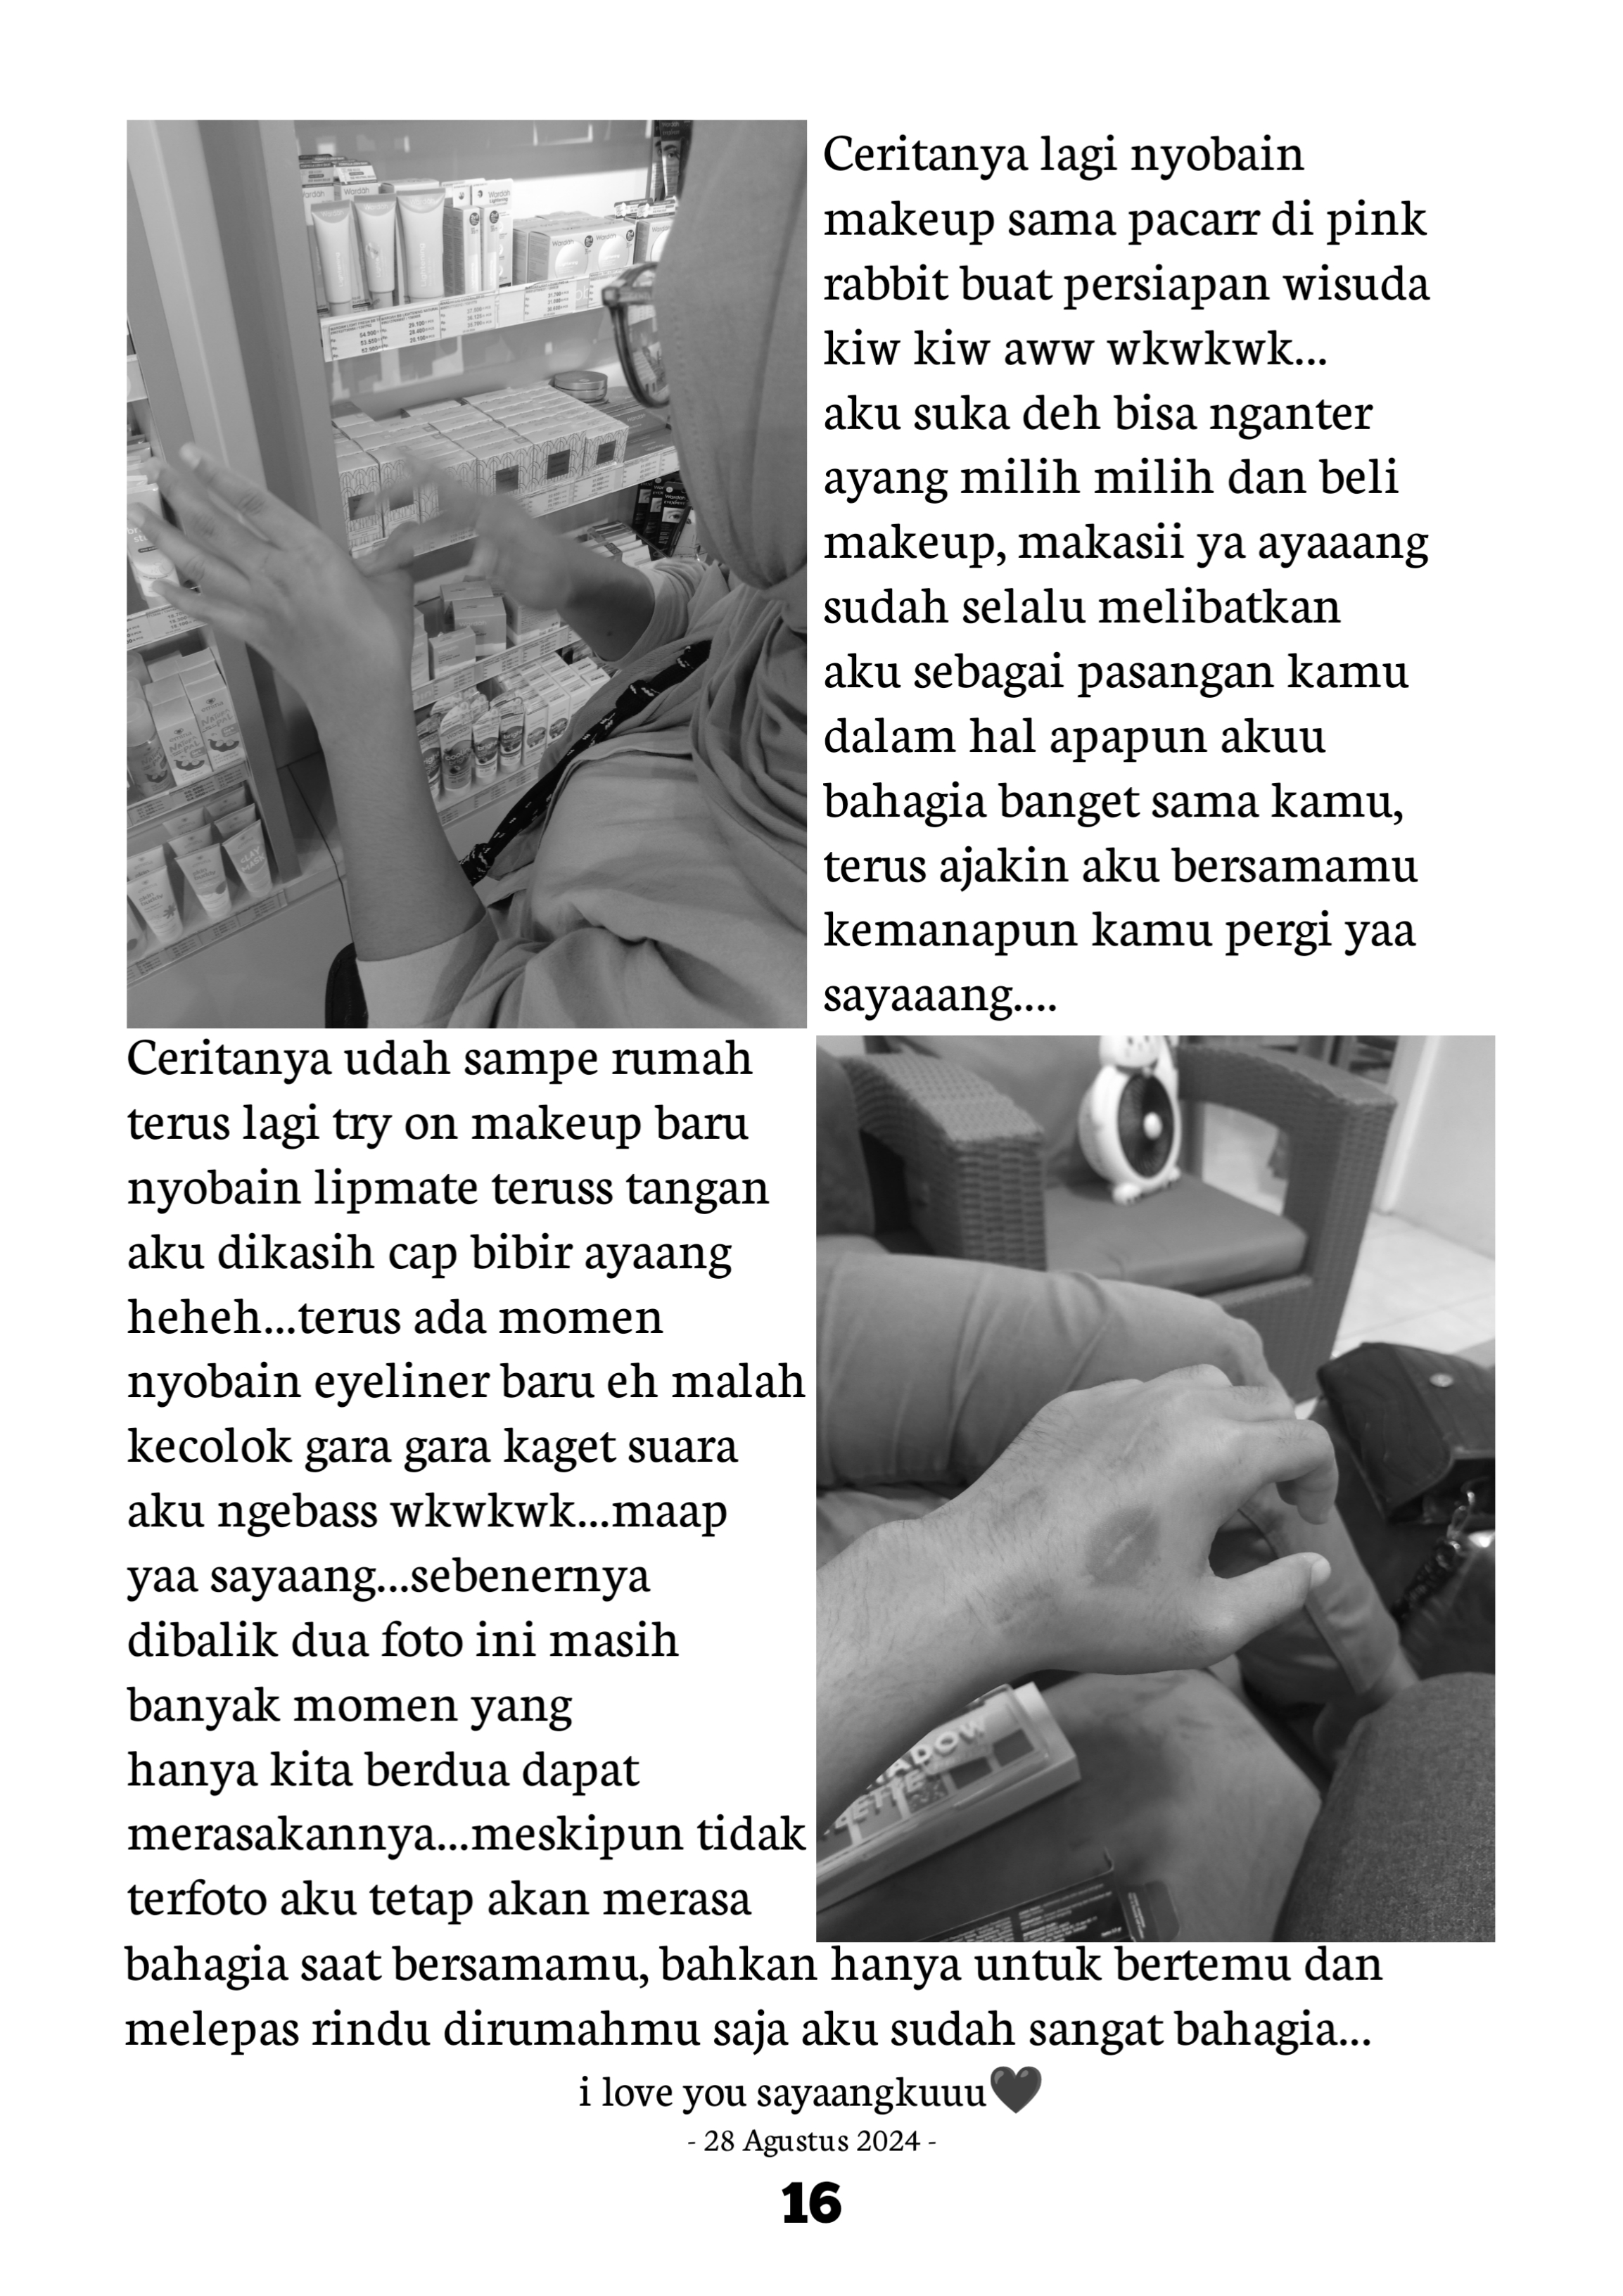 Ceritanya lagi nyobain
makeup sama pacarr di pink
rabbit buat persiapan wisuda
kiw kiw aww wkwkwk...
aku suka deh bisa nganter
ayang milih milih dan beli
makeup, makasii ya ayaaang
sudah selalu melibatkan
aku sebagai pasangan kamu
dalam hal apapun akuu
bahagia banget sama kamu,
terus ajakin aku bersamamu
kemanapun kamu pergi yaa
sayaaang....
Wardah
Wardah
Wardah
Ceritanya udah sampe rumah
terus lagi try on makeup baru
nyobain lipmate teruss tangan
aku dikasih cap bibir ayaang
heheh...terus ada momen
nyobain eyeliner baru eh malah
kecolok gara gara kaget suara
aku ngebass wkwkwk...maap
yaa sayaang...sebenernya
dibalik dua foto ini masih
banyak momen yang
hanya kita berdua dapat
merasakannya...meskipun tidak
terfoto aku tetap akan merasa
bahagia saat bersamamu, bahkan hanya untuk bertemu dan
melepas rindu dirumahmu saja aku sudah sangat bahagia...
i love you sayaangkuuu🖤
- 28 Agustus 2024 -
16